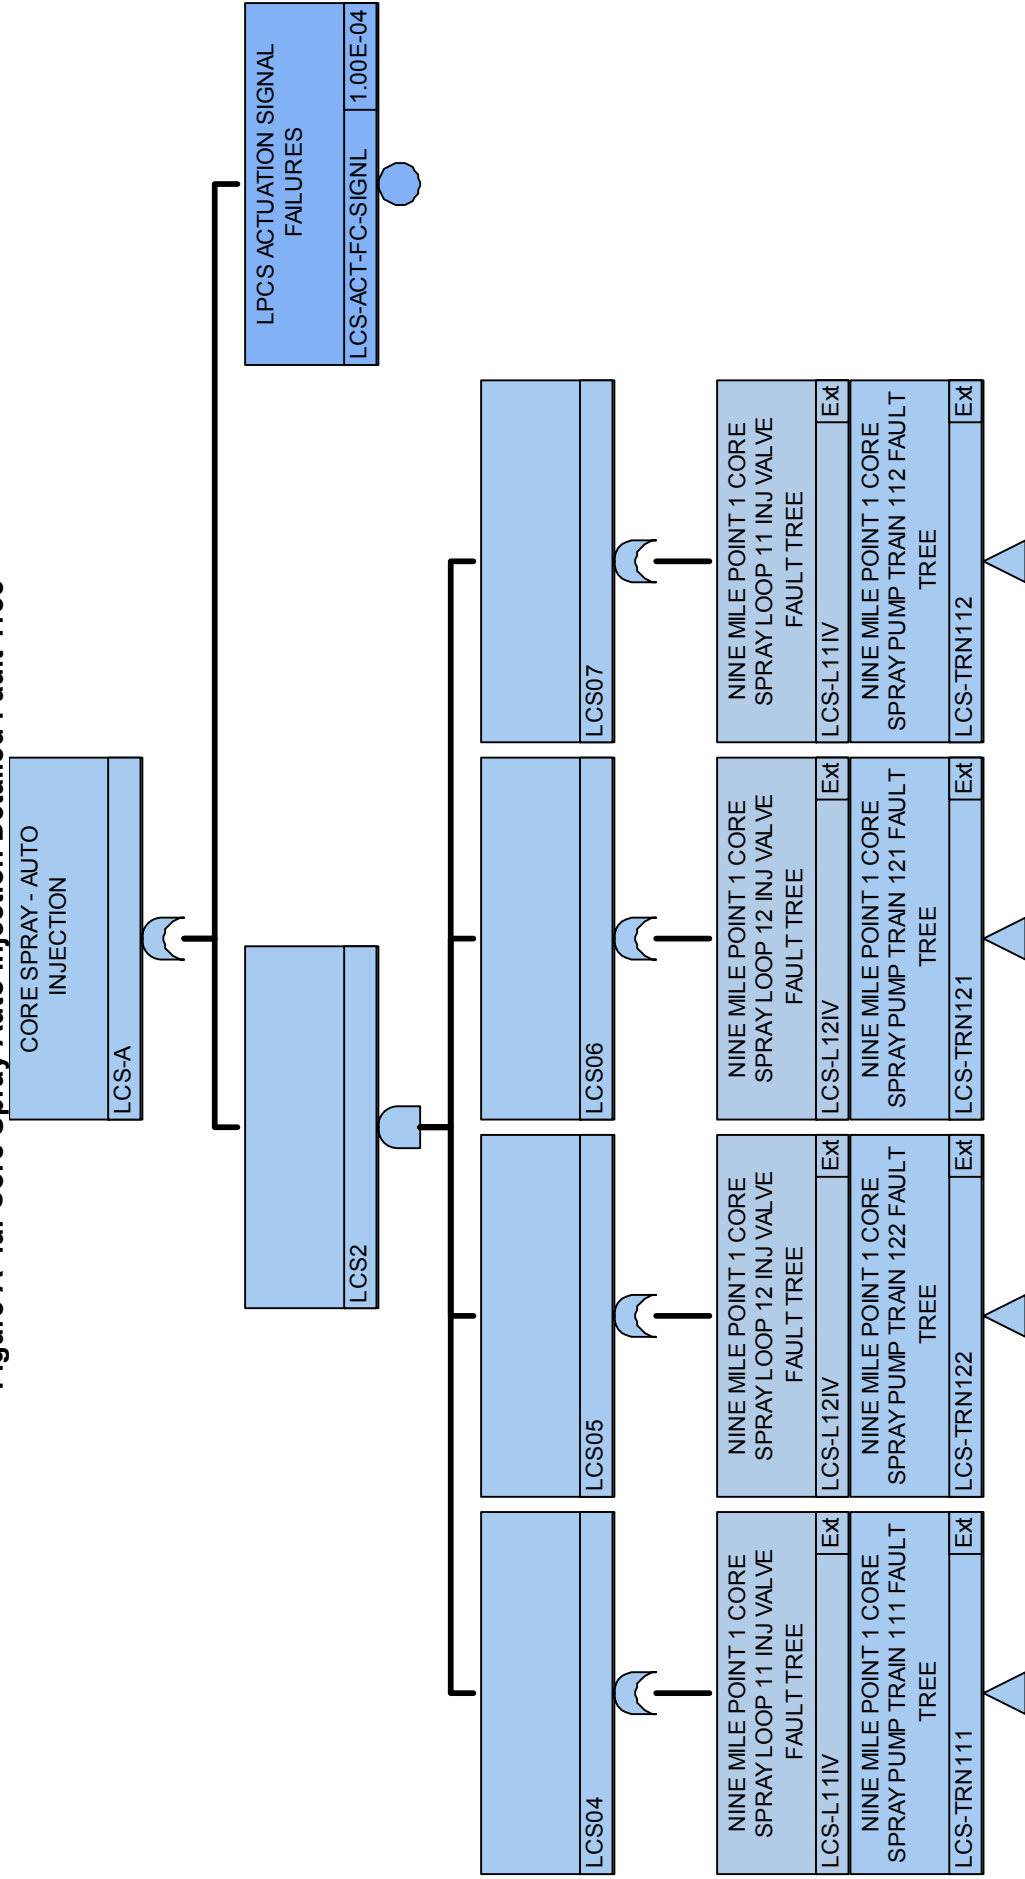 CORE SPRAY - AUTO
INJECTION
LCS-A
LCS2
LPCS ACTUATION SIGNAL
FAILURES
LCS-ACT-FC-SIGNL 1.00E-04
LCS04
LCS05
LCS06
LCS07
NINE MILE POINT 1 CORE
SPRAY LOOP 11 INJ VALVE
FAULT TREE
LCS-L11IV Ext
NINE MILE POINT 1 CORE
SPRAY PUMP TRAIN 111 FAULT
TREE
LCS-TRN111 Ext
NINE MILE POINT 1 CORE
SPRAY LOOP 12 INJ VALVE
FAULT TREE
LCS-L12IV Ext
NINE MILE POINT 1 CORE
SPRAY PUMP TRAIN 122 FAULT
TREE
LCS-TRN122 Ext
NINE MILE POINT 1 CORE
SPRAY LOOP 12 INJ VALVE
FAULT TREE
LCS-L12IV Ext
NINE MILE POINT 1 CORE
SPRAY PUMP TRAIN 121 FAULT
TREE
LCS-TRN121 Ext
NINE MILE POINT 1 CORE
SPRAY LOOP 11 INJ VALVE
FAULT TREE
LCS-L11IV Ext
NINE MILE POINT 1 CORE
SPRAY PUMP TRAIN 112 FAULT
TREE
LCS-TRN112 Ext